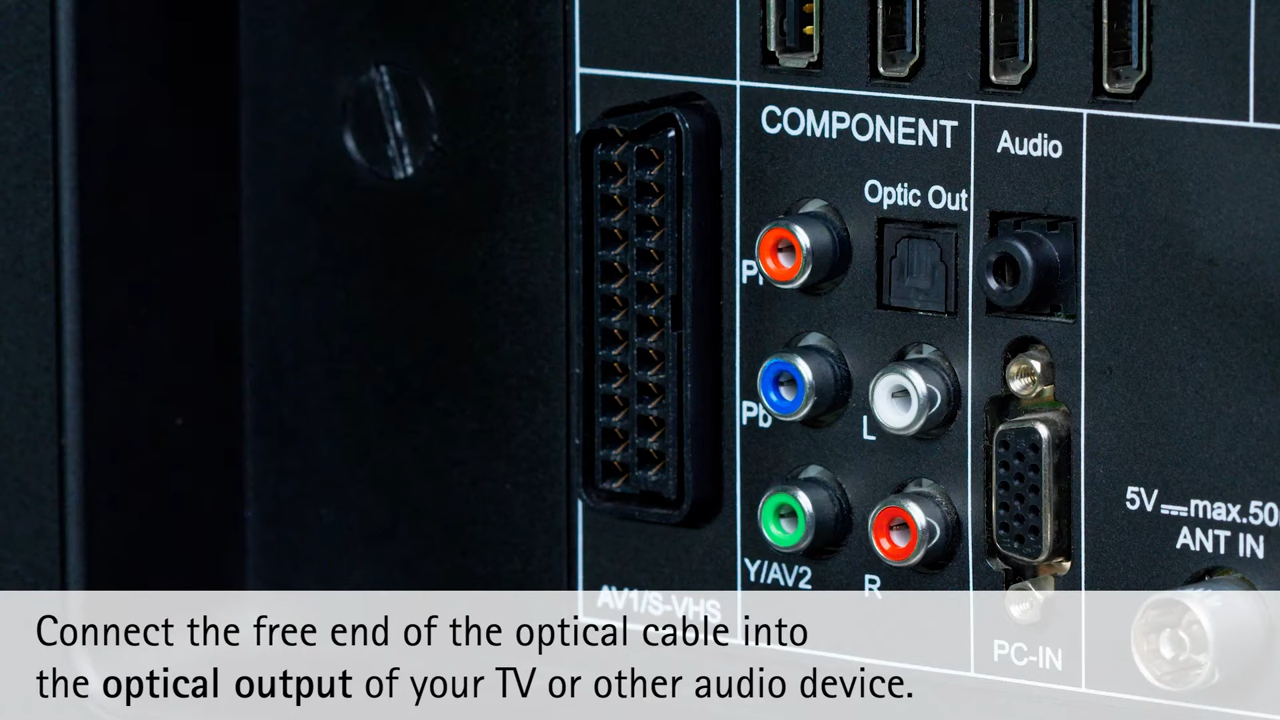 COMPONENT
Audio
Optic Out
Pb
L
Y/AV2
R
5V max.50
ANT IN
AV1/S-VHS
PC-IN
Connect the free end of the optical cable into
the optical output of your TV or other audio device.